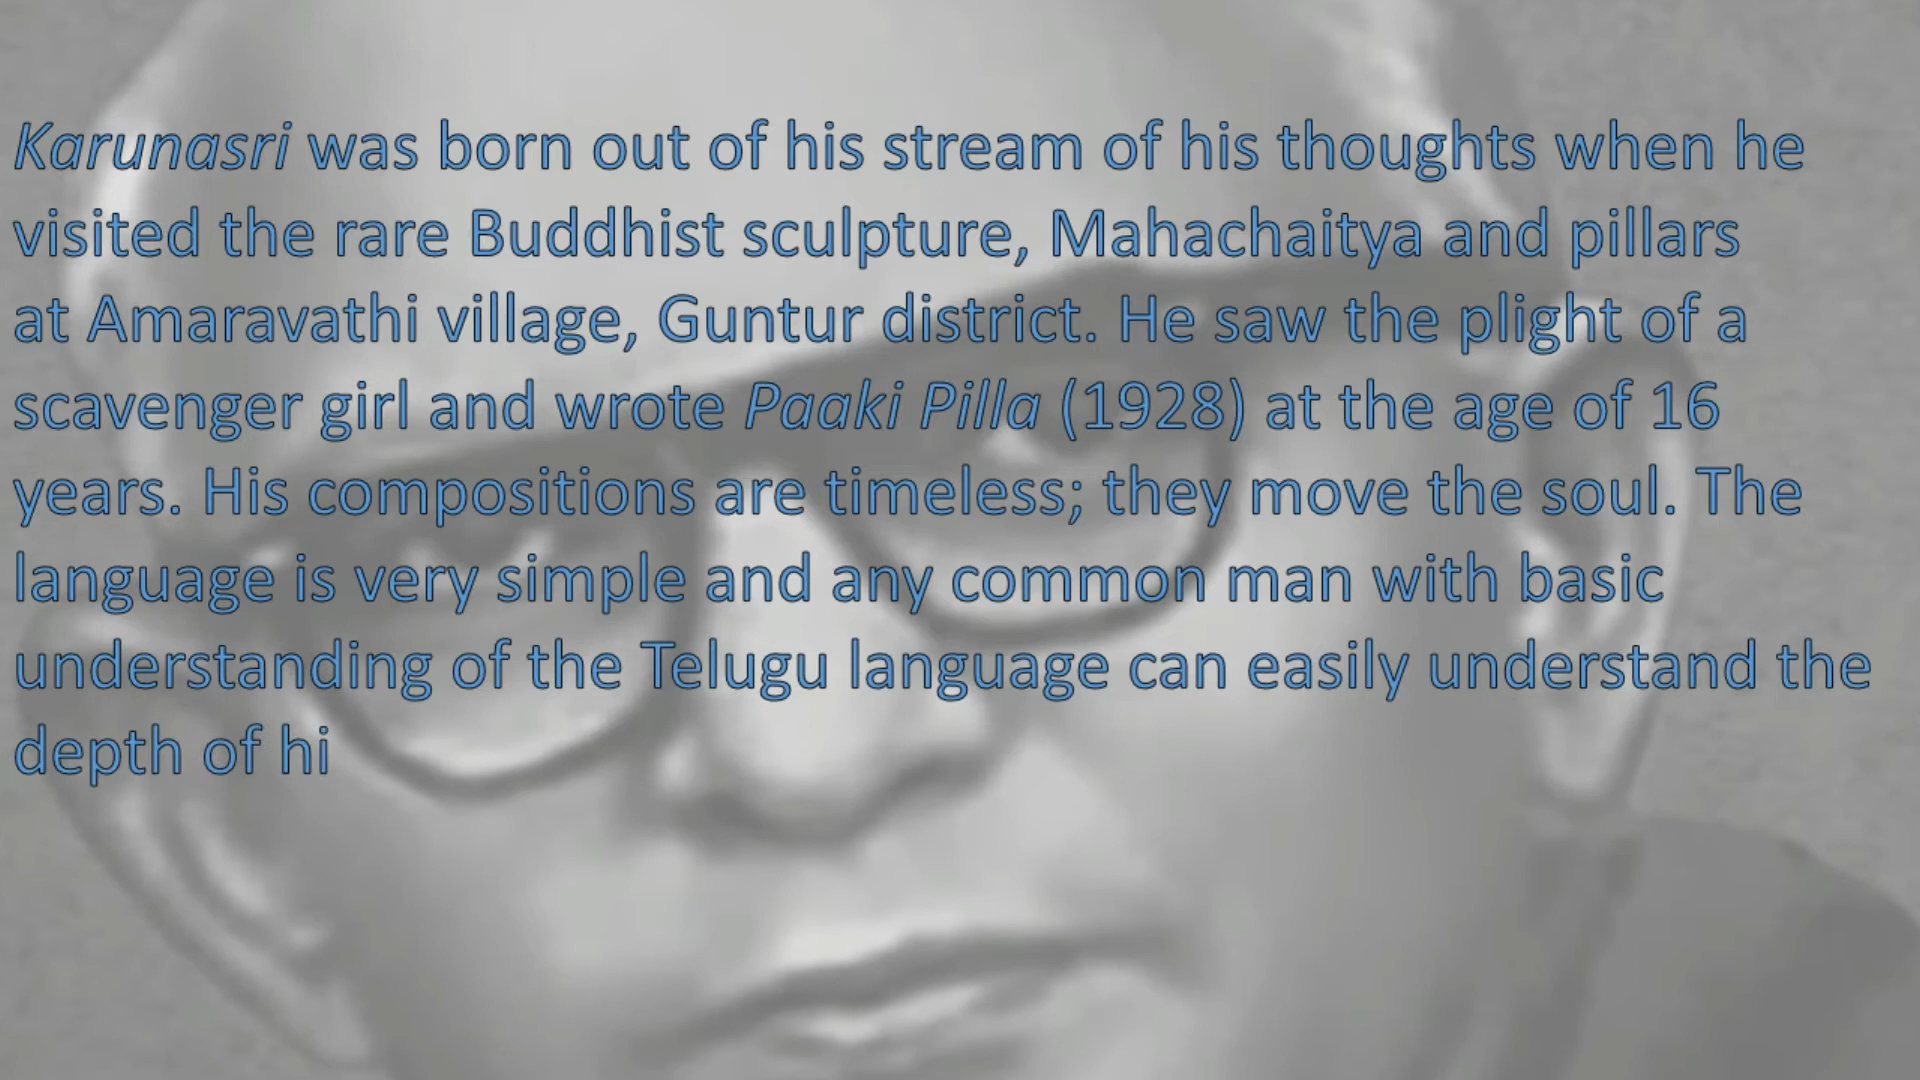 Karunasri was born out of his stream of his thoughts when he
visited the rare Buddhist sculpture, Mahachaitya and pillars
at Amaravathi village, Guntur district. He saw the plight of a
scavenger girl and wrote Paaki Pilla (1928) at the age of 16
years. His compositions are timeless; they move the soul. The
language is very simple and any common man with basic
understanding of the Telugu language can easily understand the
depth of hi